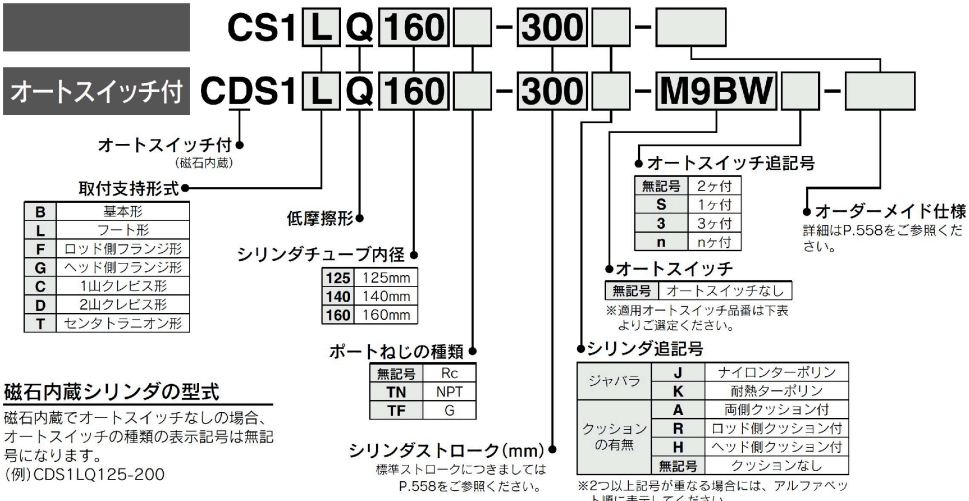 CS1 L Q 160 - 300 -
オートスイッチ付 CDS1 L Q 160 - 300 - M9BW -
オートスイッチ付
(磁石内蔵)
取付支持形式
B 基本形
L フート形
F ロッド側フランジ形
G ヘッド側フランジ形
C 1山クレビス形
D 2山クレビス形
T センタトラニオン形
低摩擦形
シリンダチューブ内径
125 125mm
140 140mm
160 160mm
ポートねじの種類
無記号 Rc
TN NPT
TF G
シリンダストローク(mm)
標準ストロークにつきましては
P.558をご参照ください。
オートスイッチ追記号
無記号 2ヶ付
S 1ヶ付
3 3ヶ付
n nヶ付
オーダーメイド仕様
詳細はP.558をご参照くだ
さい。
オートスイッチ
無記号 オートスイッチなし
※適用オートスイッチ品番は下表
よりご選定ください。
シリンダ追記号
ジャバラ J ナイロンターポリン
K 耐熱ターポリン
クッション
の有無
A 両側クッション付
R ロッド側クッション付
H ヘッド側クッション付
無記号 クッションなし
※2つ以上記号が重なる場合には、アルファベッ
ト順に表示してください。
磁石内蔵シリンダの型式
磁石内蔵でオートスイッチなしの場合、
オートスイッチの種類の表示記号は無記
号になります。
(例)CDS1LQ125-200